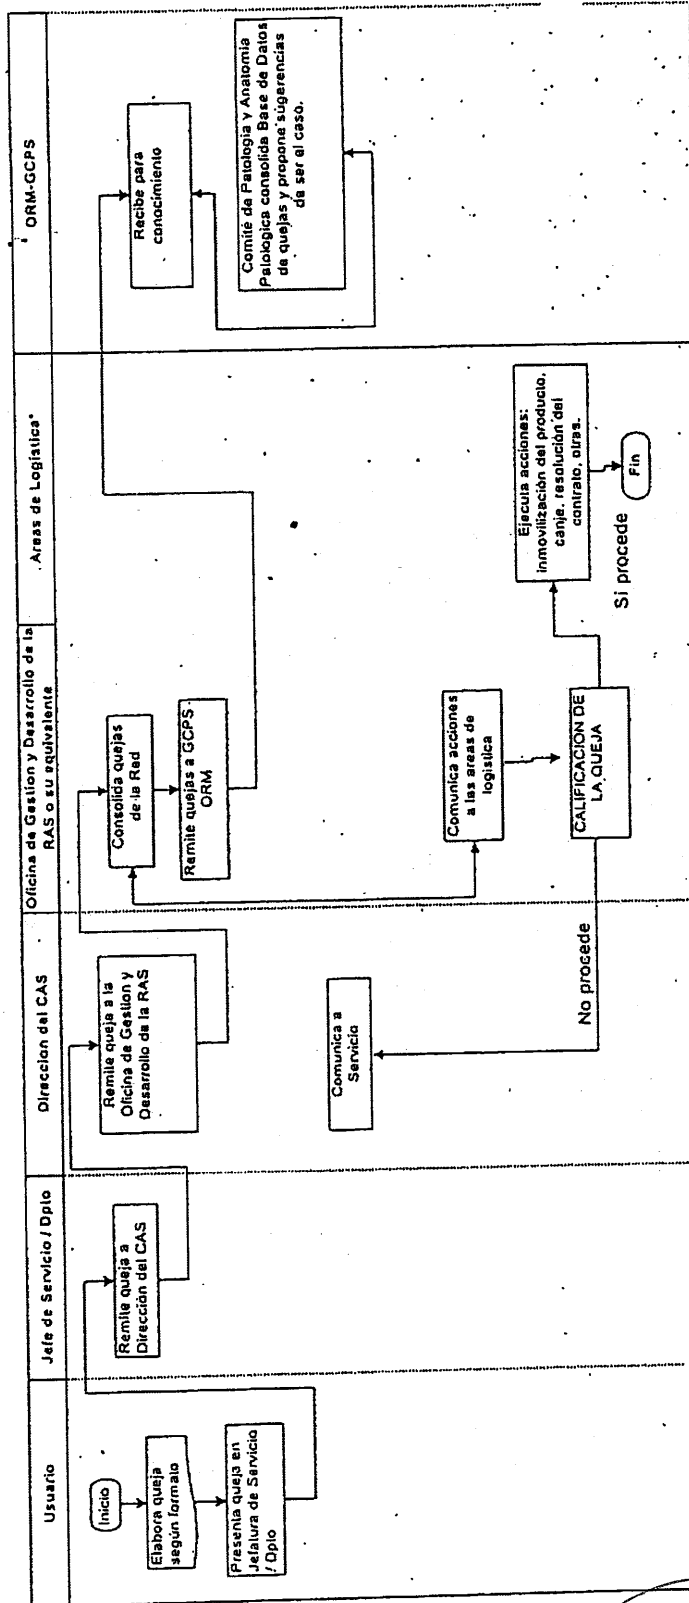 Usuario
Jefe de Servicio / Dpto
Dirección del CAS
Oficina de Gestion y Desarrollo de la
RAS o su equivalente
Areas de Logística
ORM-GCPS
Inicio
Elabora queja
según formato
Presenta queja en
Jefatura de Servicio
/ Dpto
Remite queja a
Dirección del CAS
Remite queja a la
Oficina de Gestion y
Desarrollo de la RAS
Comunica a
Servicio
No procede
Consolida quejas
de la Red
Remite quejas a GCPS
ORM
Comunica acciones
a las areas de
logistica
CALIFICACION DE
LA QUEJA
Si procede
Ejecuta acciones:
inmovilización del producto,
canje, resolución del
contrato, otras.
Fin
Recibe para
conocimiento
Comité de Patología y Anatomía
Patologica consolida Base de Datos
de quejas y propone sugerencias
de ser el caso.